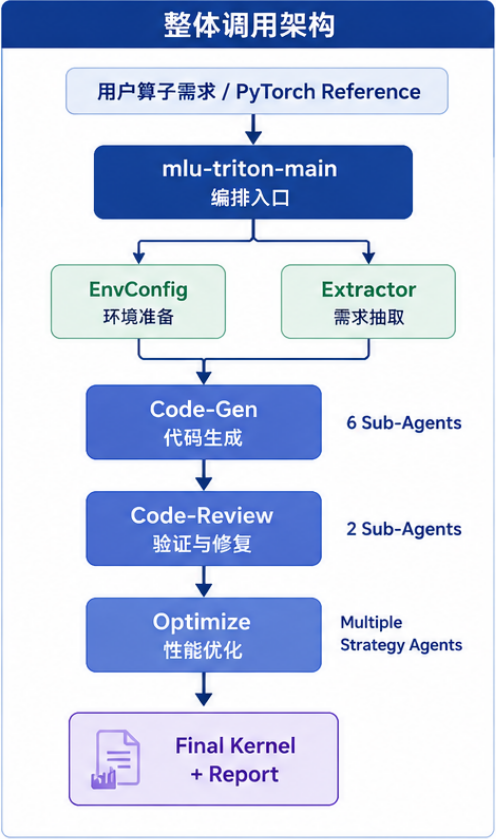 整体调用架构
用户算子需求 / PyTorch Reference
mlu-triton-main
编排入口
EnvConfig
环境准备
Extractor
需求抽取
Code-Gen
代码生成
6 Sub-Agents
Code-Review
验证与修复
2 Sub-Agents
Optimize
性能优化
Multiple
Strategy Agents
Final Kernel
+ Report